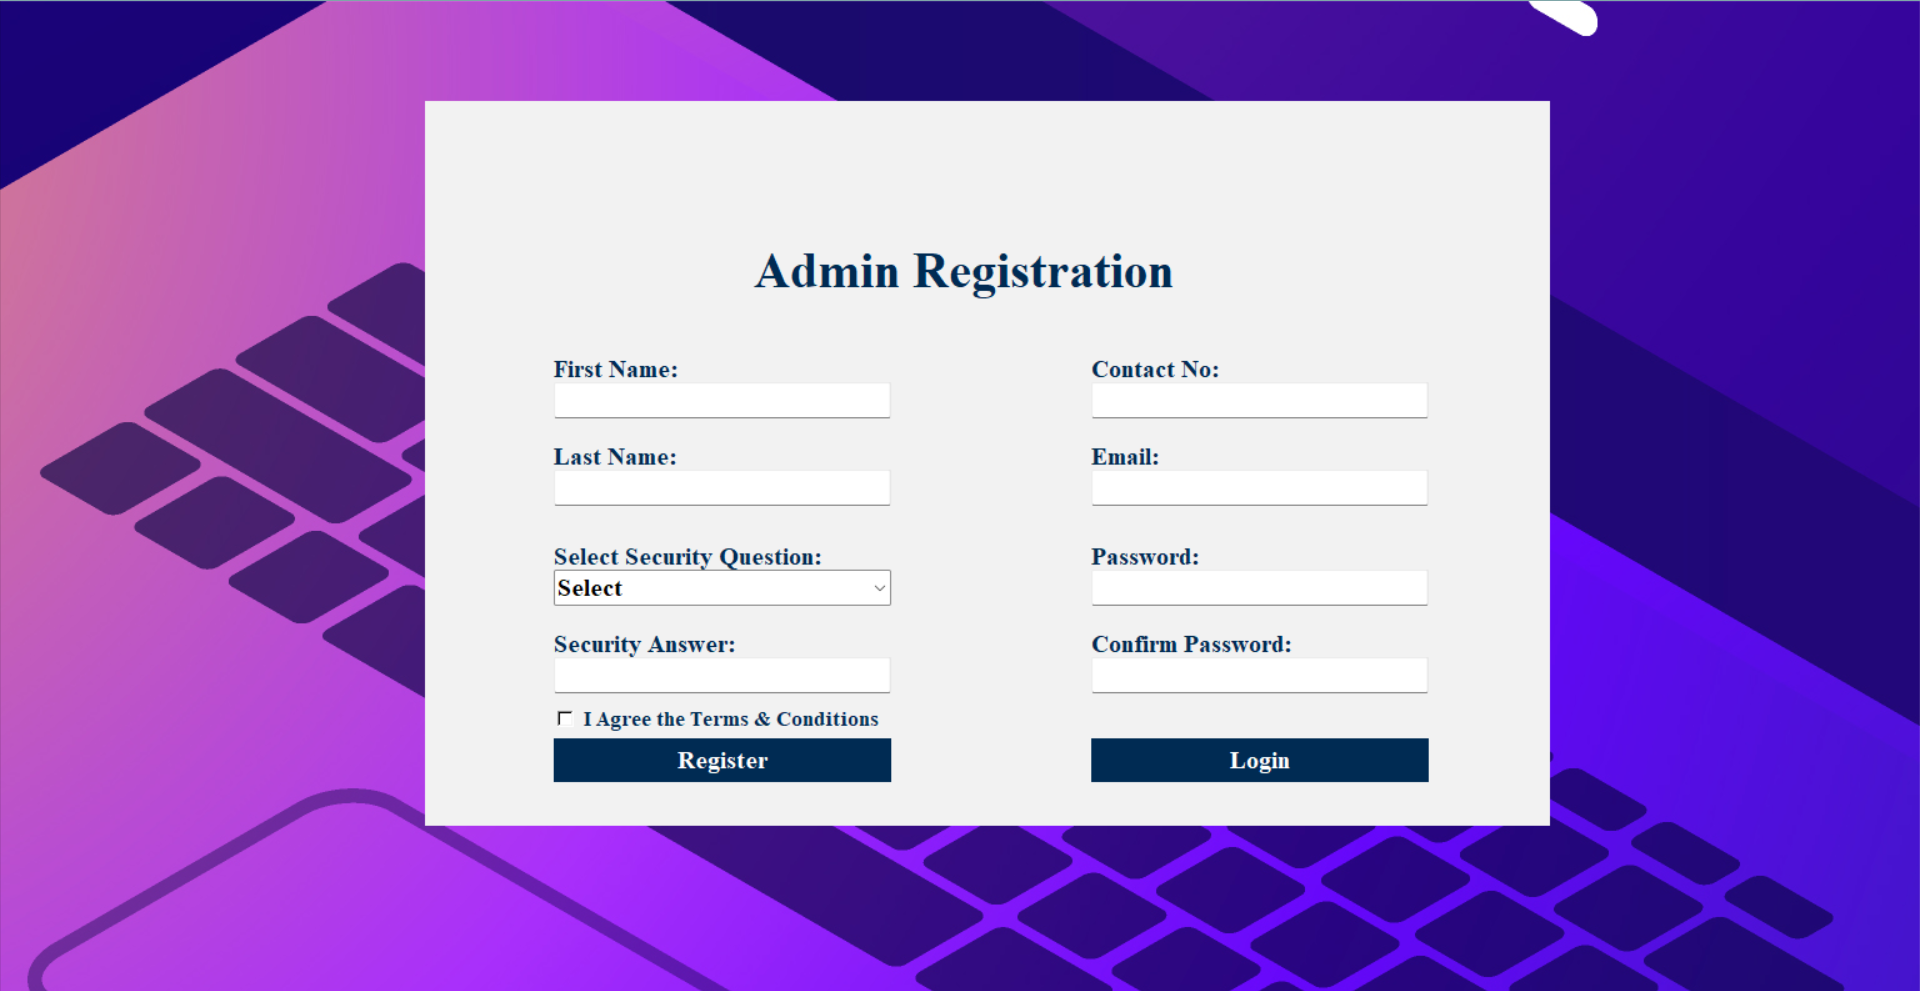 Admin Registration
First Name:
Contact No:
Last Name:
Email:
Select Security Question:
Password:
Select
Security Answer:
Confirm Password:
I Agree the Terms & Conditions
Register
Login